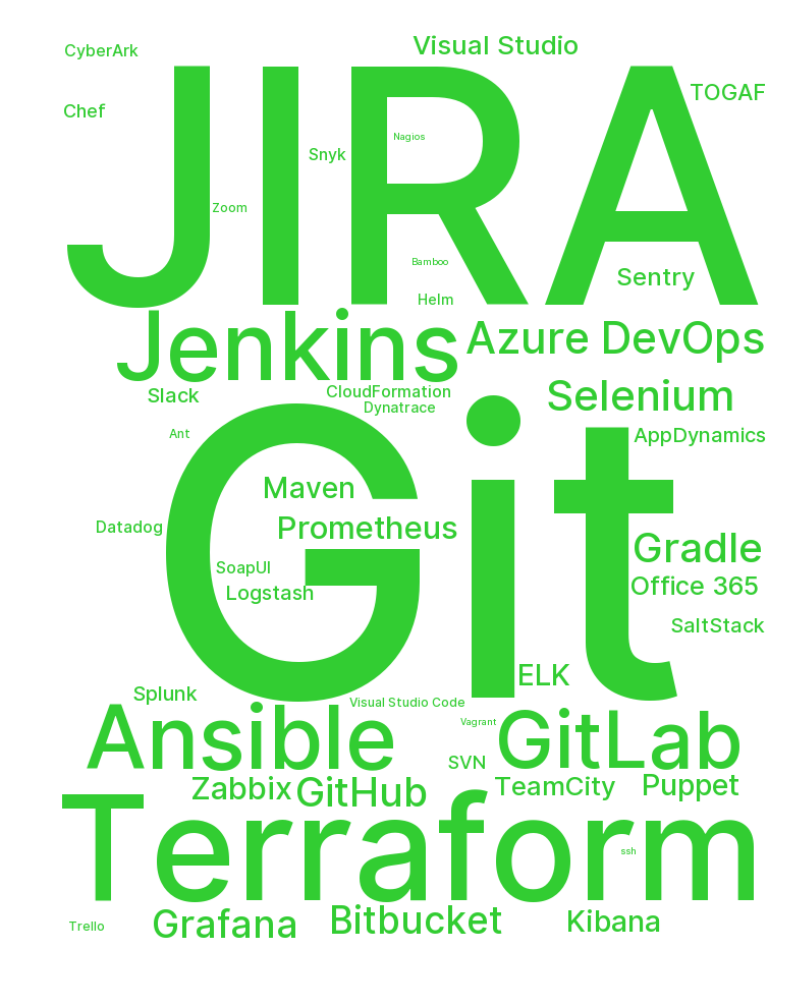 Visual Studio
CyberArk
JIRA
TOGAF
Chef
Nagios
Snyk
Zoom
Bamboo
Sentry
Helm
Jenkins
Azure DevOps
CloudFormation
Slack
Selenium
Dynatrace
Git
Ant
AppDynamics
Maven
Datadog
Prometheus
Gradle
SoapUI
Office 365
Logstash
SaltStack
ELK
Splunk
Visual Studio Code
Ansible
Vagrant
GitLab
SVN
Zabbix
GitHub
TeamCity
Puppet
Terraform
ssh
Trello
Grafana
Bitbucket
Kibana